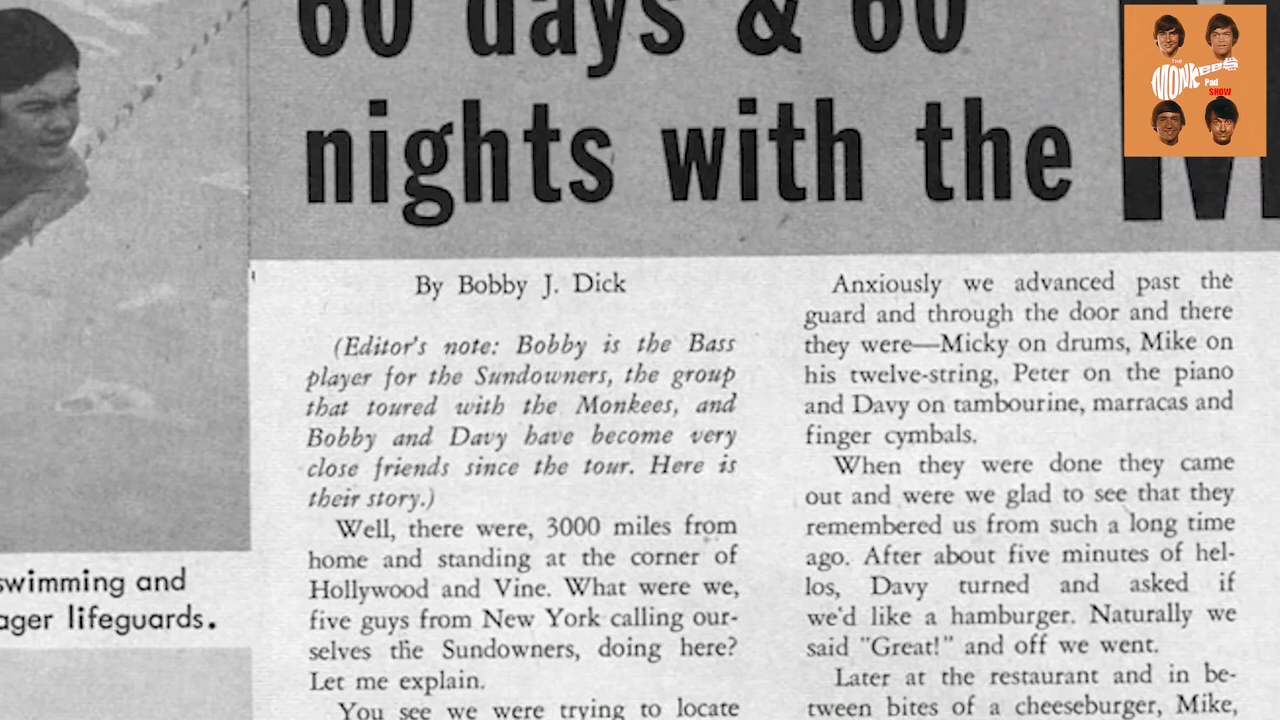 60 days & 60
nights with the M
THE
MONKEES
Pad
SHOW
By Bobby J. Dick
(Editor's note: Bobby is the Bass
player for the Sundowners, the group
that toured with the Monkees, and
Bobby and Davy have become very
close friends since the tour. Here is
their story.)
Well, there were, 3000 miles from
home and standing at the corner of
Hollywood and Vine. What were we,
five guys from New York calling our-
selves the Sundowners, doing here?
Let me explain.
You see we were trying to locate
Anxiously we advanced past the
guard and through the door and there
they were—Micky on drums, Mike on
his twelve-string, Peter on the piano
and Davy on tambourine, marracas and
finger cymbals.
When they were done they came
out and were we glad to see that they
remembered us from such a long time
ago. After about five minutes of hel-
los, Davy turned and asked if
we'd like a hamburger. Naturally we
said "Great!" and off we went.
Later at the restaurant and in be-
tween bites of a cheeseburger, Mike,
swimming and
ager lifeguards.